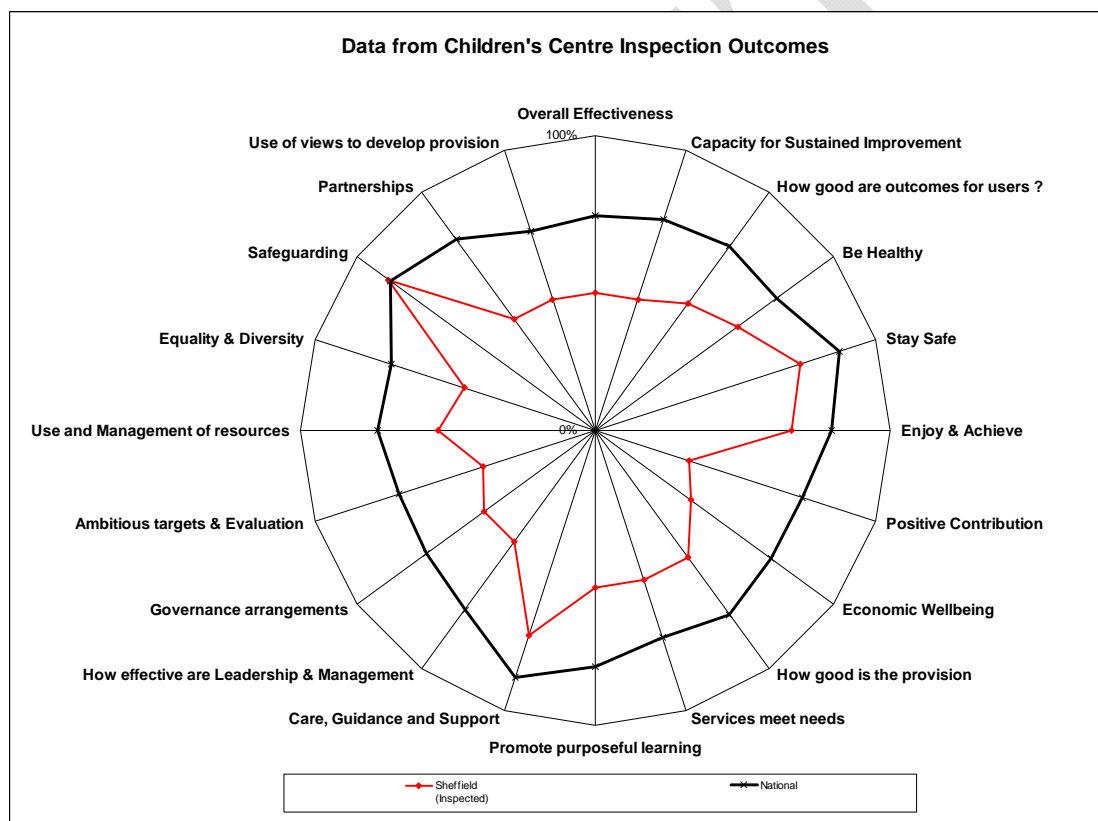 Data from Children's Centre Inspection Outcomes
Overall Effectiveness
100%
Capacity for Sustained Improvement
How good are outcomes for users ?
Be Healthy
Stay Safe
Enjoy & Achieve
Positive Contribution
Economic Wellbeing
How good is the provision
Services meet needs
Promote purposeful learning
Care, Guidance and Support
How effective are Leadership & Management
Governance arrangements
Ambitious targets & Evaluation
Use and Management of resources
Equality & Diversity
Safeguarding
Partnerships
Use of views to develop provision
0%
Sheffield
(Inspected)
National